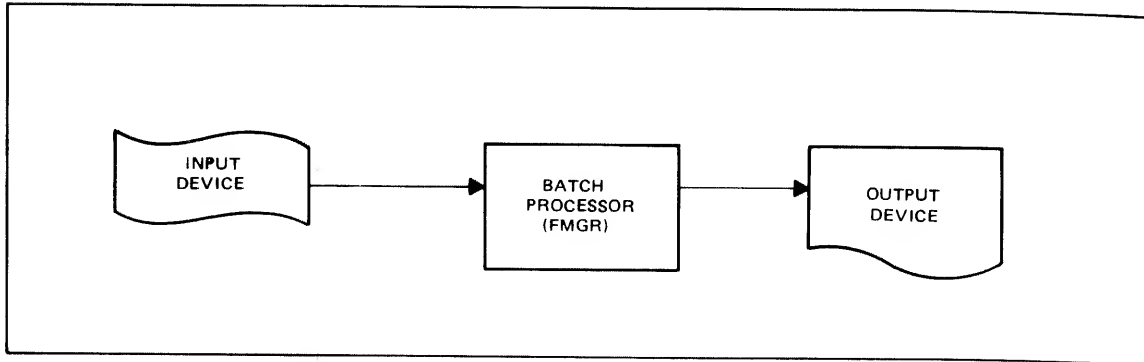 INPUT
DEVICE
BATCH
PROCESSOR
(FMGR)
OUTPUT
DEVICE